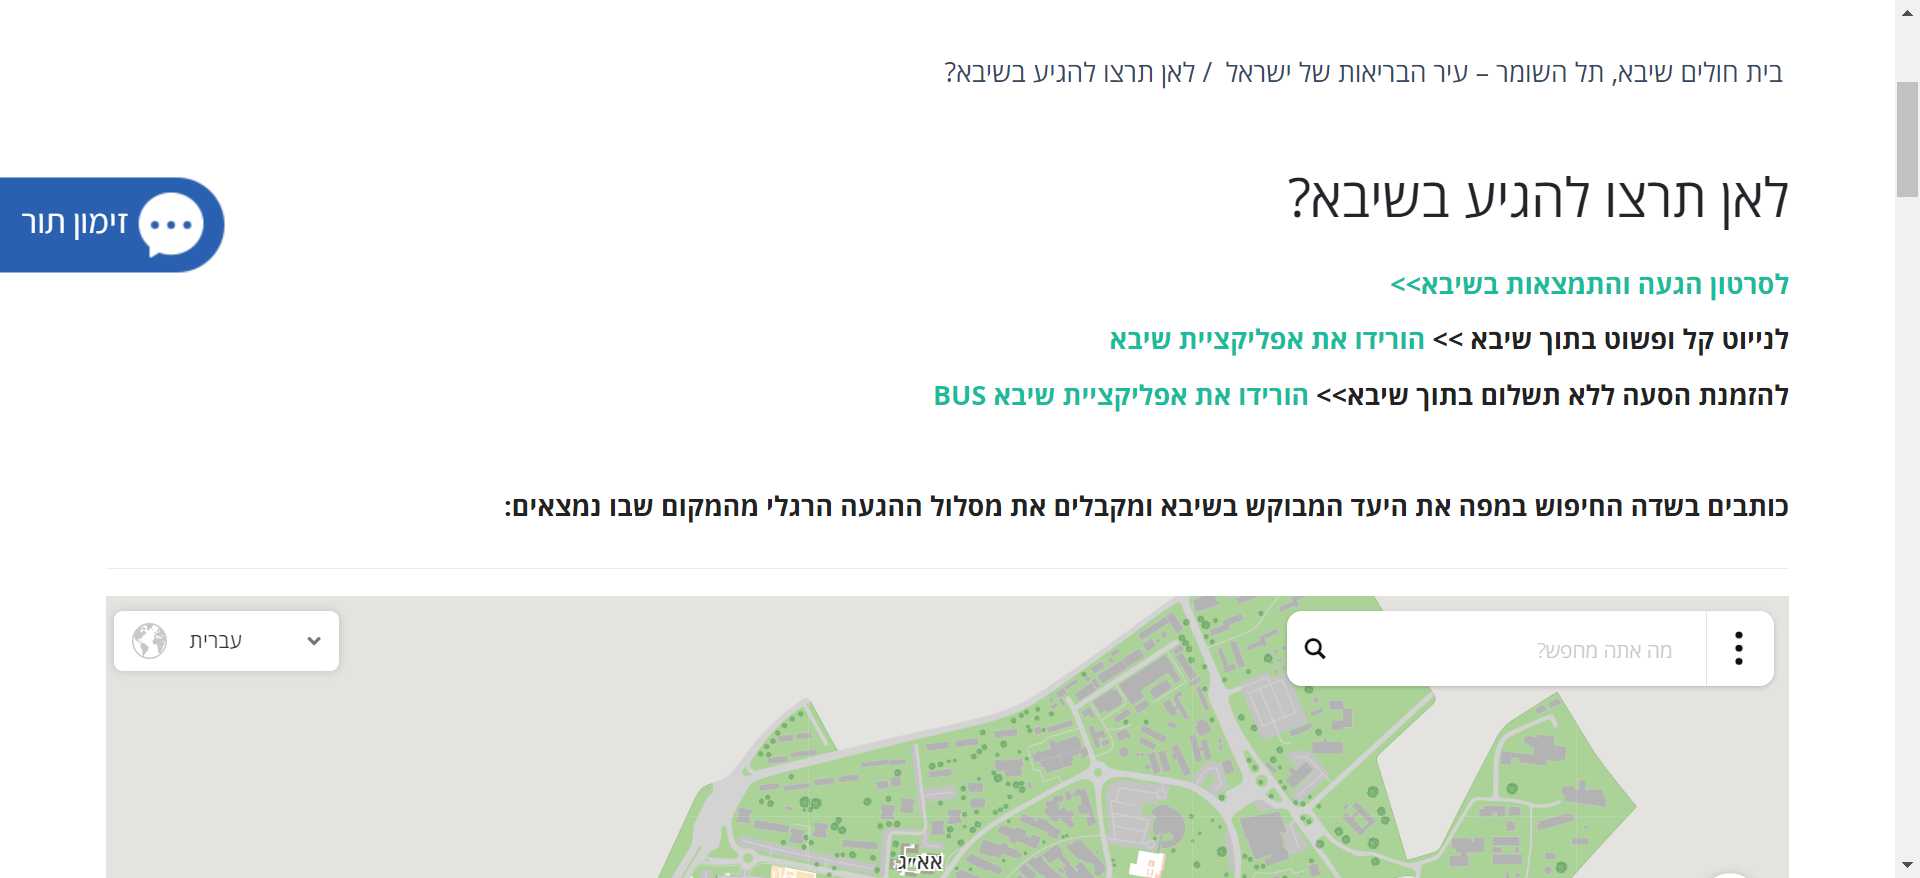 בית חולים שיבא, תל השומר – עיר הבריאות של ישראל / לאן תרצו להגיע בשיבא?
לאן תרצו להגיע בשיבא?
זימון תור
לסרטון הגעה והתמצאות בשיבא>>
לנייוט קל ופשוט בתוך שיבא >> הורידו את אפליקציית שיבא
להזמנת הסעה ללא תשלום בתוך שיבא>> הורידו את אפליקציית שיבא BUS
כותבים בשדה החיפוש במפה את היעד המבוקש בשיבא ומקבלים את מסלול ההגעה הרגלי מהמקום שבו נמצאים:
מה אתה מחפש?
עברית
אא״ג